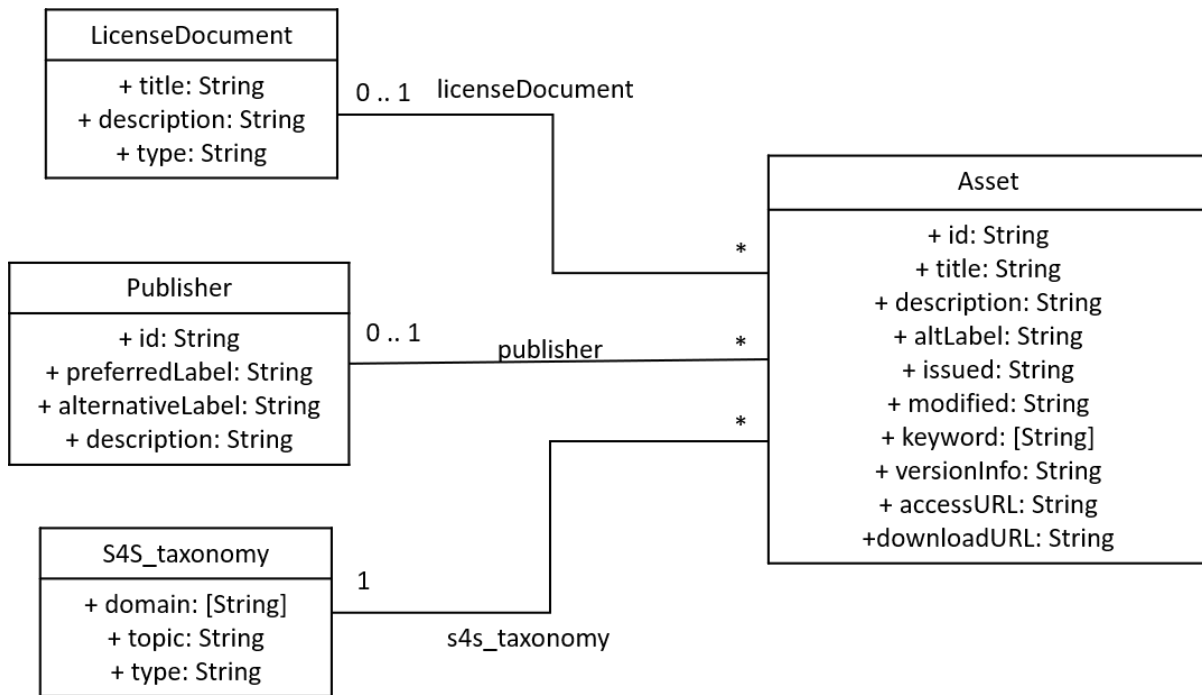 LicenseDocument
+ title: String
+ description: String
+ type: String
0 .. 1
licenseDocument
*
Publisher
+ id: String
+ preferredLabel: String
+ alternativeLabel: String
+ description: String
0 .. 1
publisher
*
S4S_taxonomy
+ domain: [String]
+ topic: String
+ type: String
1
s4s_taxonomy
*
Asset
+ id: String
+ title: String
+ description: String
+ altLabel: String
+ issued: String
+ modified: String
+ keyword: [String]
+ versionInfo: String
+ accessURL: String
+downloadURL: String